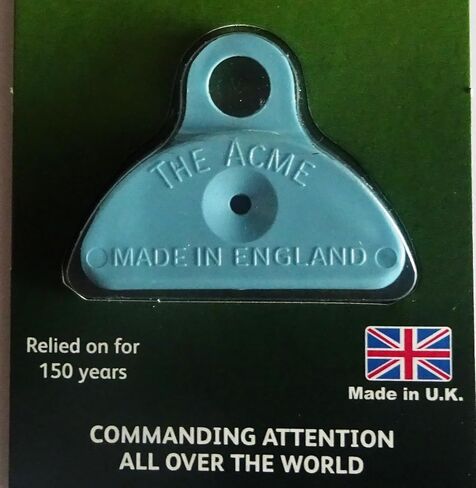 THE ACME
MADE IN ENGLAND
Relied on for
150 years
Made in U.K.
COMMANDING ATTENTION
ALL OVER THE WORLD